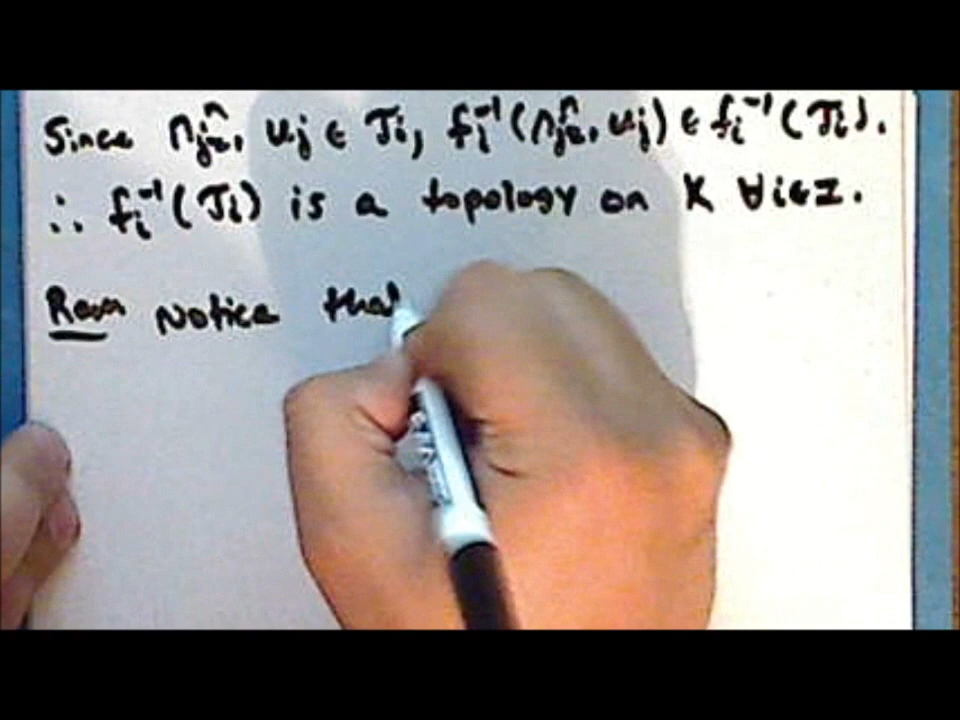 Since ∩ⱼ₌₁ⁿ Uⱼ ∈ 𝒯ᵢ, fᵢ⁻¹(∩ⱼ₌₁ⁿ Uⱼ) ∈ fᵢ⁻¹(𝒯ᵢ).
∴ fᵢ⁻¹(𝒯ᵢ) is a topology on X ∀i∈I.
Rem Notice that